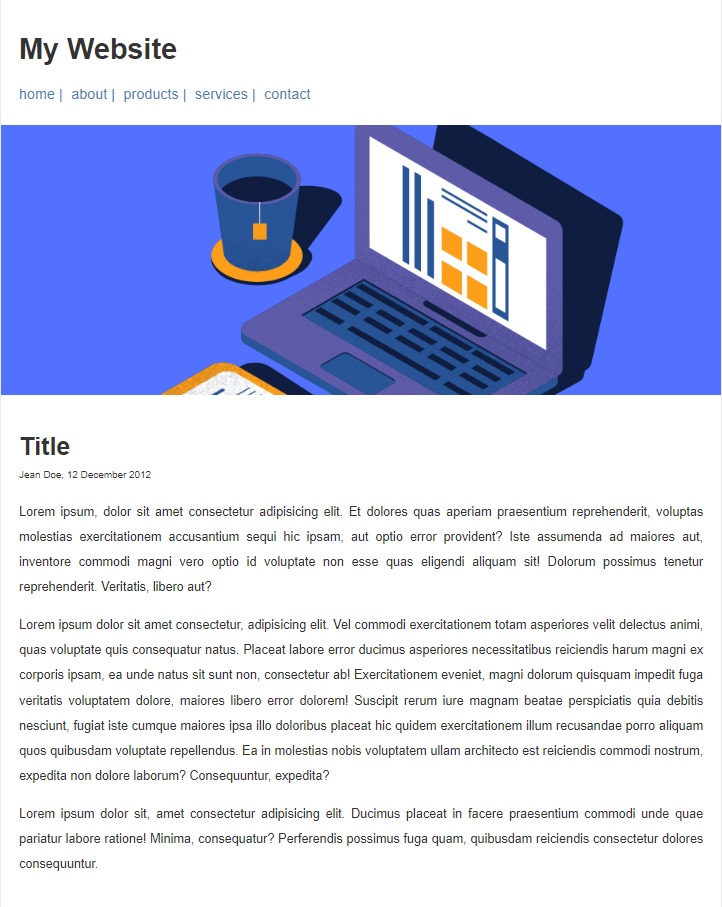 My Website
home | about | products | services | contact
Title
Jean Doe, 12 December 2012
Lorem ipsum, dolor sit amet consectetur adipisicing elit. Et dolores quas aperiam praesentium reprehenderit, voluptas
molestias exercitationem accusantium sequi hic ipsam, aut optio error provident? Iste assumenda ad maiores aut,
inventore commodi magni vero optio id voluptate non esse quas eligendi aliquam sit! Dolorum possimus tenetur
reprehenderit. Veritatis, libero aut?
Lorem ipsum dolor sit amet consectetur, adipisicing elit. Vel commodi exercitationem totam asperiores velit delectus animi,
quas voluptate quis consequatur natus. Placeat labore error ducimus asperiores necessitatibus reiciendis harum magni ex
corporis ipsam, ea unde natus sit sunt non, consectetur ab! Exercitationem eveniet, magni dolorum quisquam impedit fuga
veritatis voluptatem dolore, maiores libero error dolorem! Suscipit rerum iure magnam beatae perspiciatis quia debitis
nesciunt, fugiat iste cumque maiores ipsa illo doloribus placeat hic quidem exercitationem illum recusandae porro aliquam
quos quibusdam voluptate repellendus. Ea in molestias nobis voluptatem ullam architecto est reiciendis commodi nostrum,
expedita non dolore laborum? Consequuntur, expedita?
Lorem ipsum dolor sit, amet consectetur adipisicing elit. Ducimus placeat in facere praesentium commodi unde quae
pariatur labore ratione! Minima, consequatur? Perferendis possimus fuga quam, quibusdam reiciendis consectetur dolores
consequuntur.